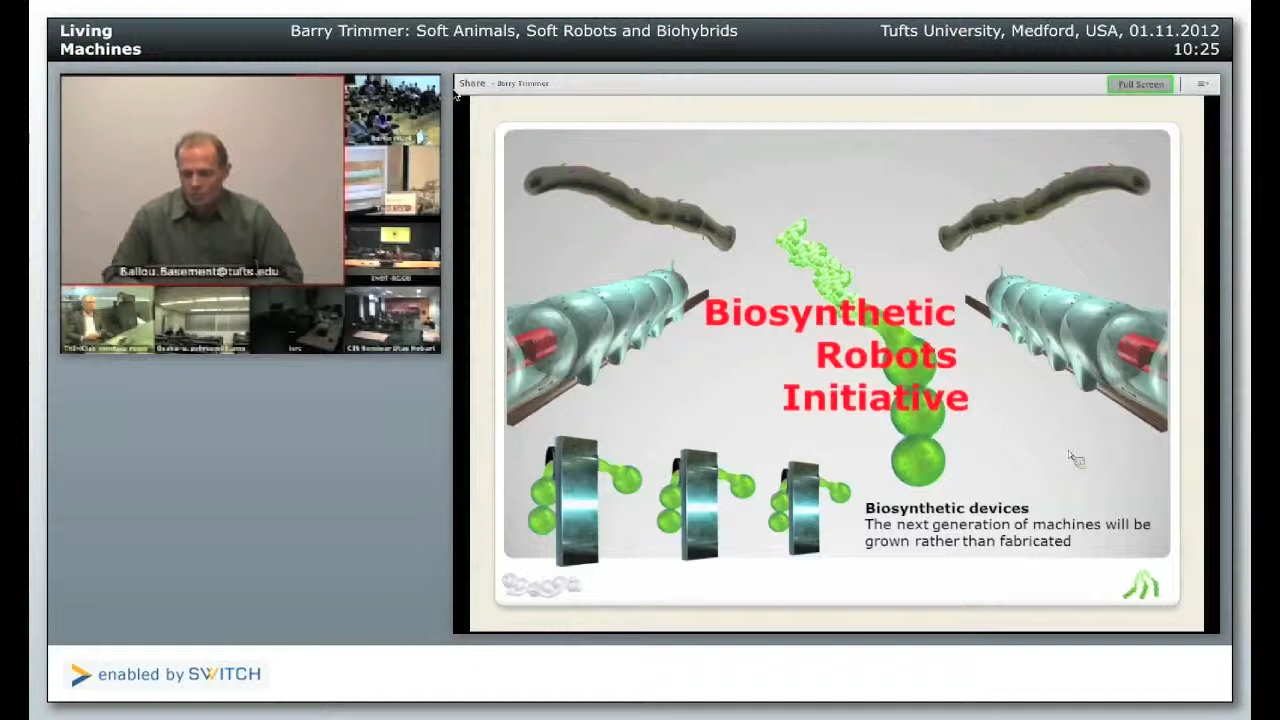 Living
Machines
Barry Trimmer: Soft Animals, Soft Robots and Biohybrids
Tufts University, Medford, USA, 01.11.2012
10:25
Ballou.Basement@tufts.edu
Share - Barry Trimmer
Full Screen
Biosynthetic
Robots
Initiative
Biosynthetic devices
The next generation of machines will be
grown rather than fabricated
enabled by SWITCH